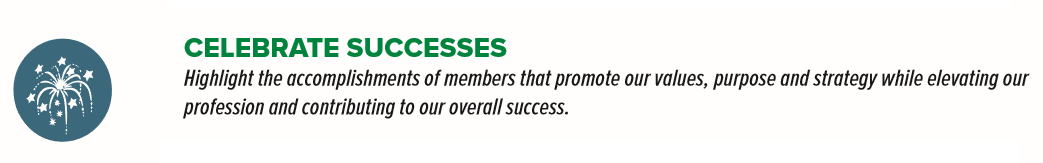 CELEBRATE SUCCESSES
Highlight the accomplishments of members that promote our values, purpose and strategy while elevating our
profession and contributing to our overall success.